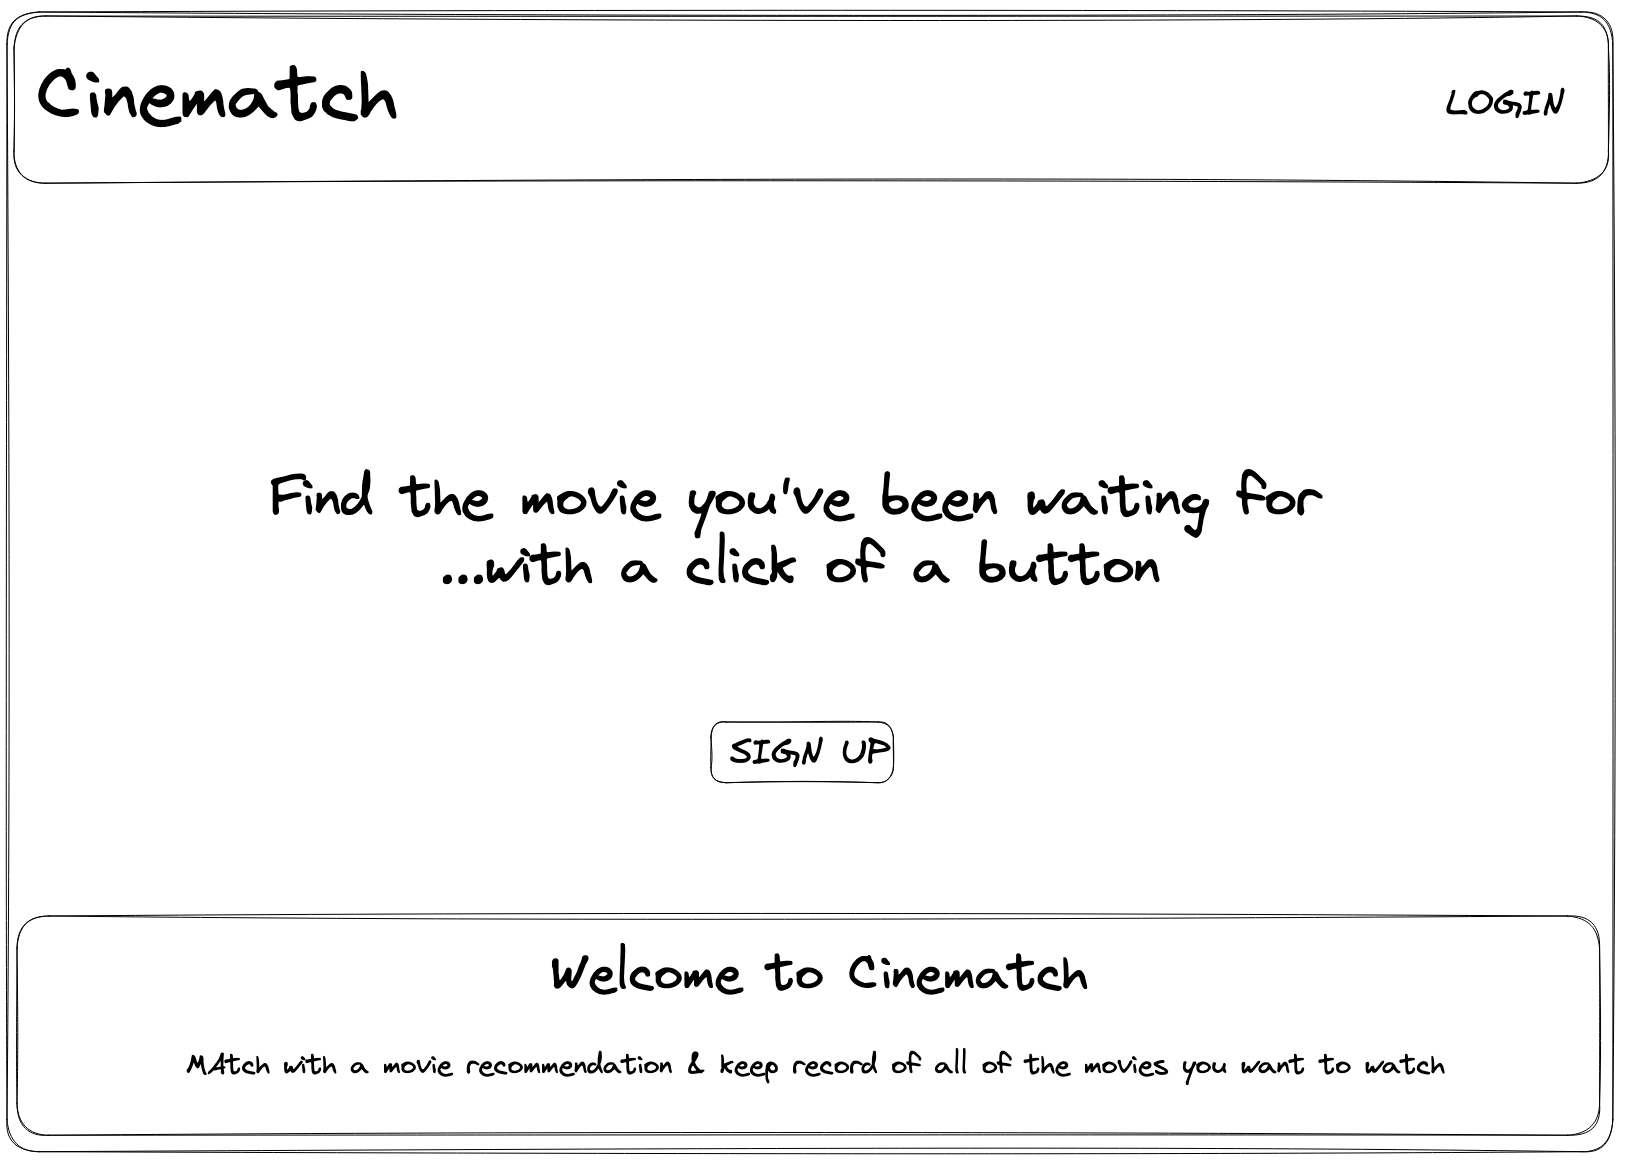 Cinematch
LOGIN
Find the movie you've been waiting for
...with a click of a button
SIGN UP
Welcome to Cinematch
MAtch with a movie recommendation & keep record of all of the movies you want to watch